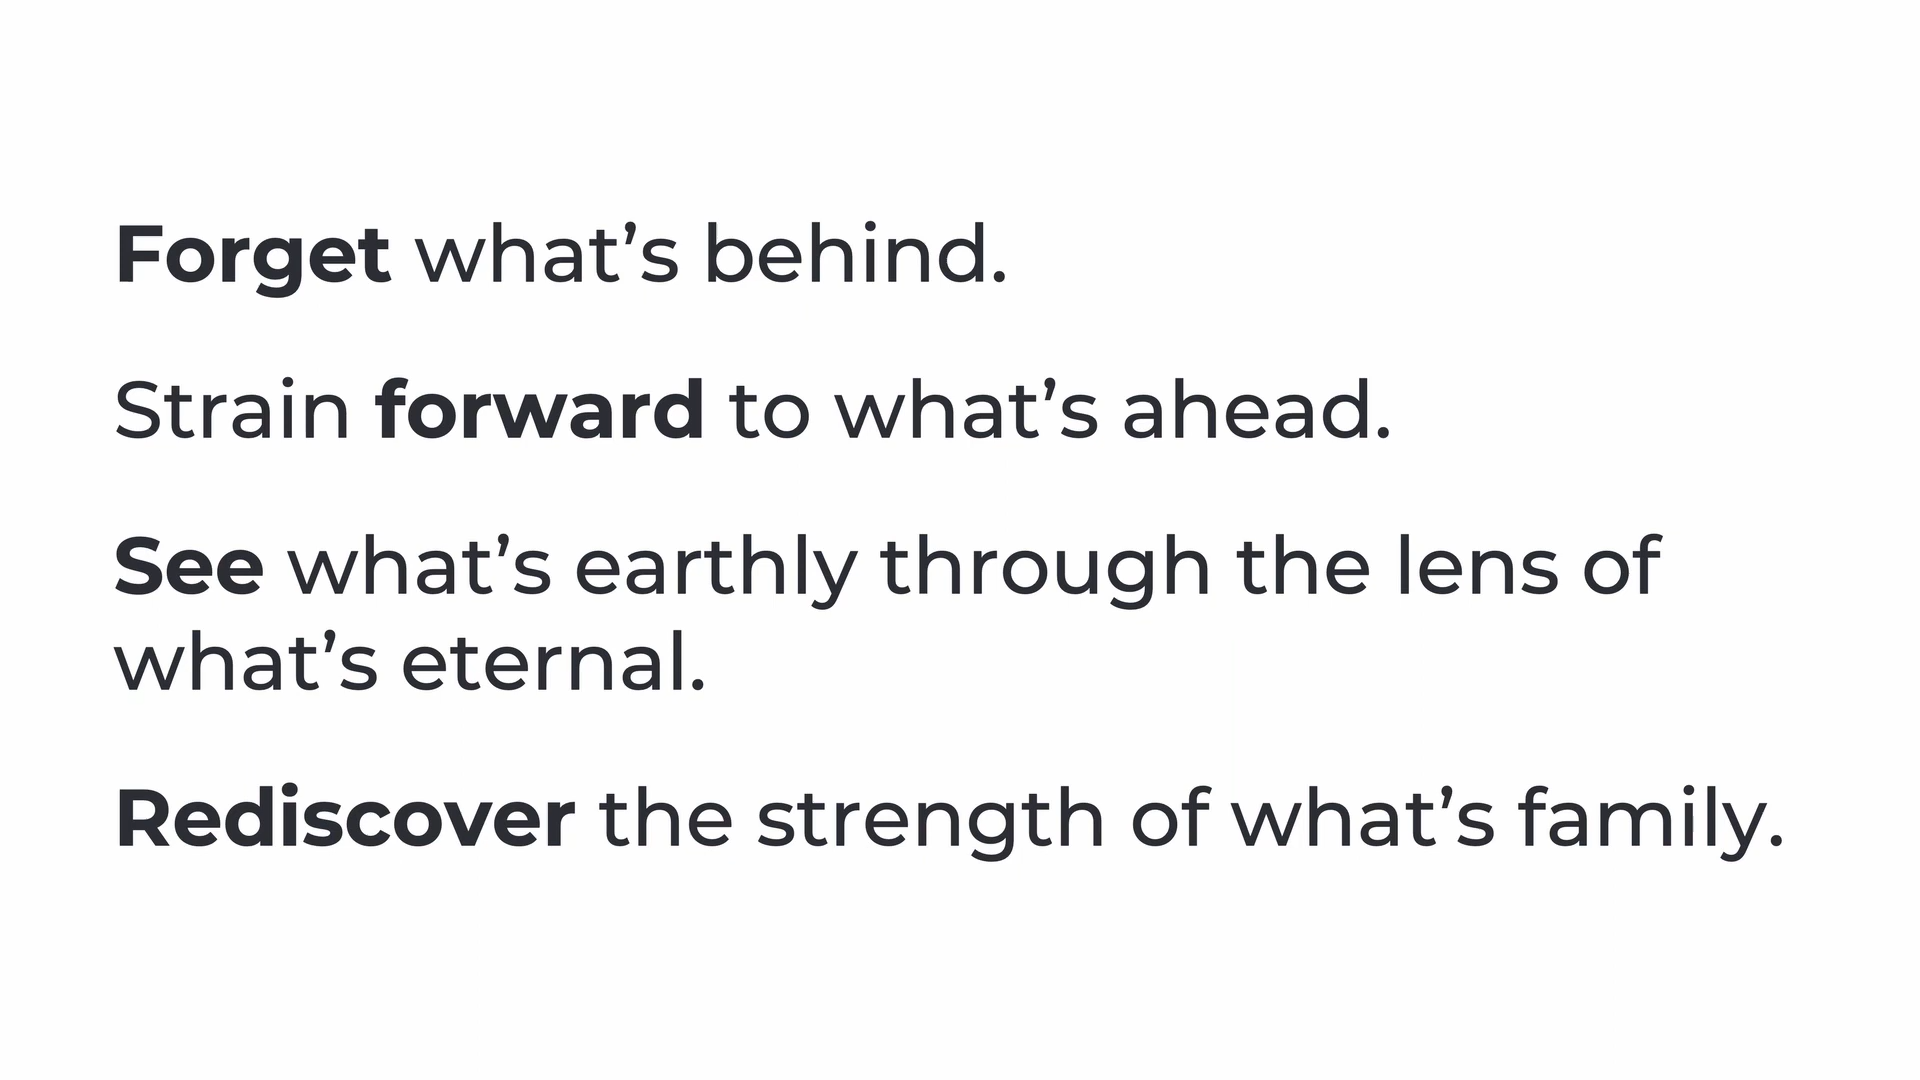 Forget what’s behind.
Strain forward to what’s ahead.
See what’s earthly through the lens of
what’s eternal.
Rediscover the strength of what’s family.